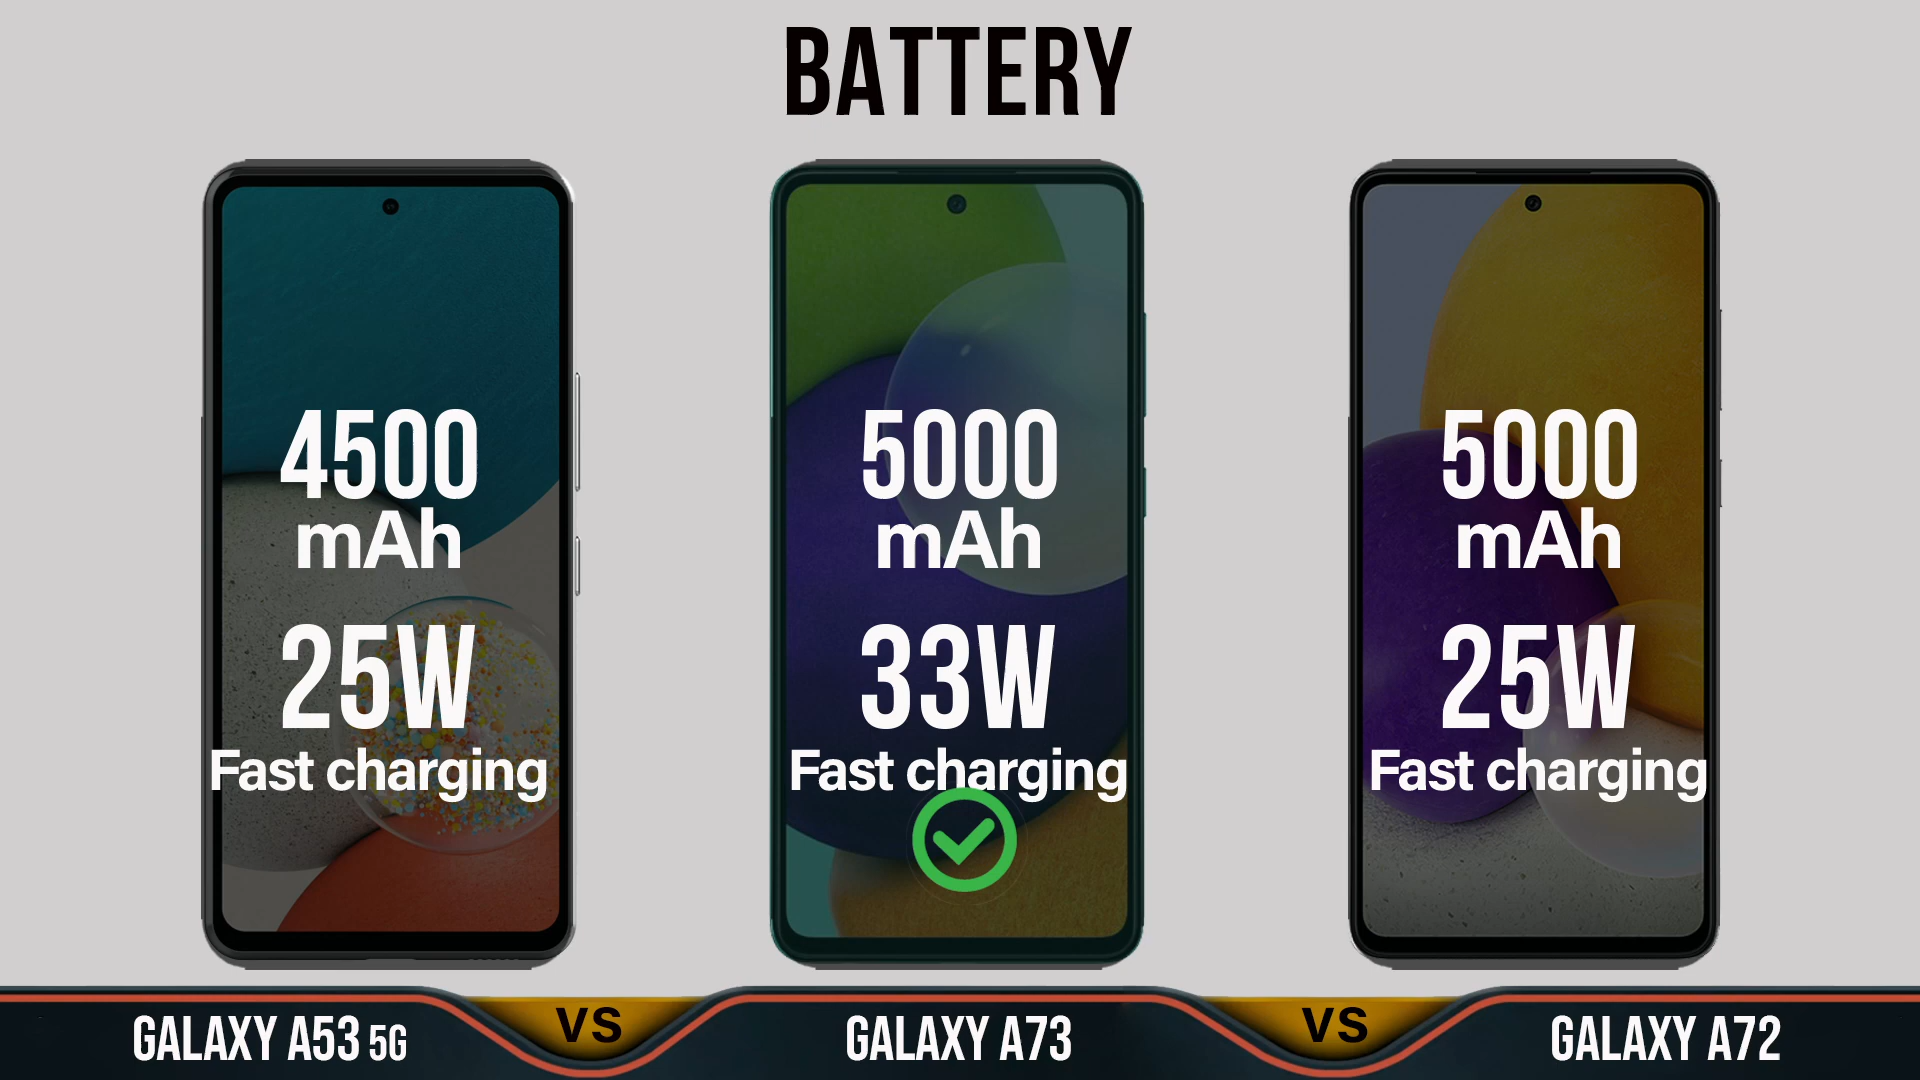 BATTERY
4500
mAh
25W
Fast charging
5000
mAh
33W
Fast charging
5000
mAh
25W
Fast charging
GALAXY A53 5G
VS
GALAXY A73
VS
GALAXY A72